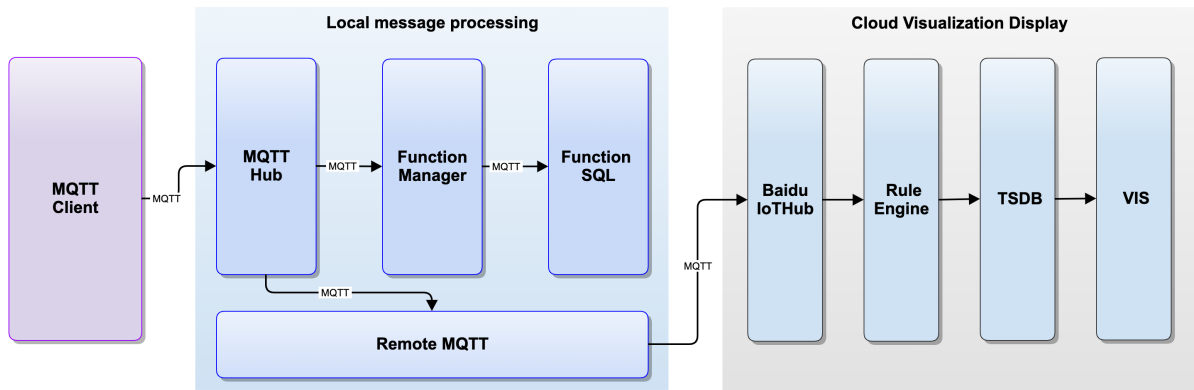 Local message processing
Cloud Visualization Display
MQTT
Client
MQTT
MQTT
Hub
MQTT
Function
Manager
MQTT
Function
SQL
MQTT
Remote MQTT
MQTT
Baidu
IoTHub
Rule
Engine
TSDB
VIS